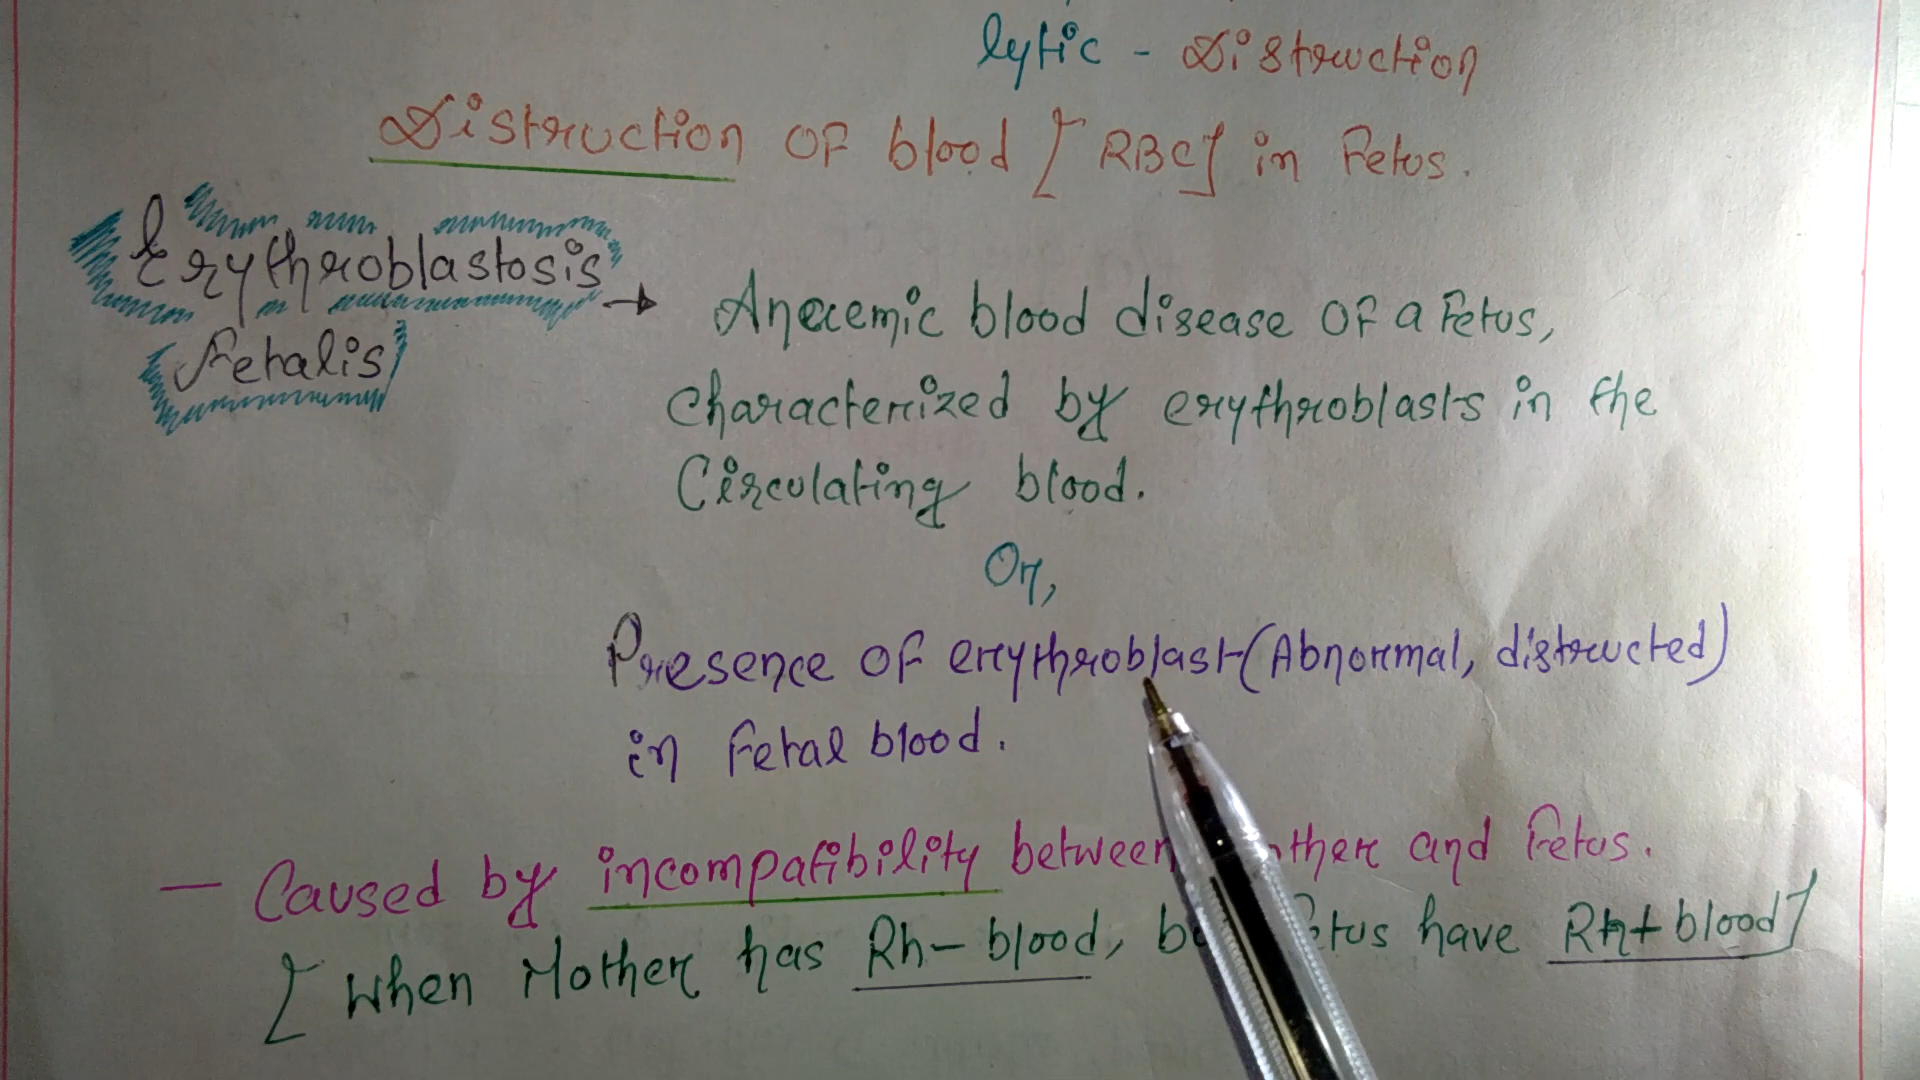 lytic - Distruction
Distruction OF blood [RBC] in Fetus.
Erythroblastosis
Fetalis
→ Anaemic blood disease OF a Fetus,
Characterized by erythroblasts in the
Circulating blood.
Or,
Presence OF erythroblast (Abnormal, distructed)
in Fetal blood.
— Caused by incompatibility between and Fetus.
[When Mother has Rh- blood, have Rh+ blood]